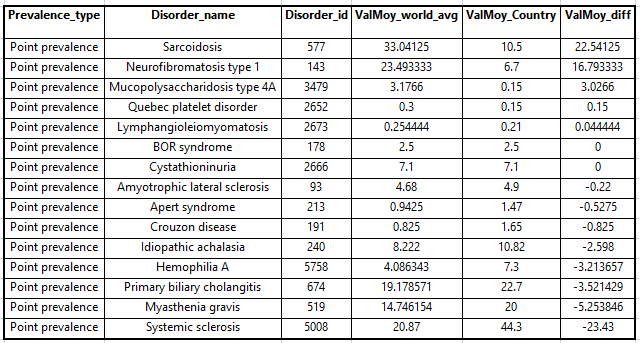 Prevalence_type Disorder_name Disorder_id ValMoy_world_avg ValMoy_Country ValMoy_diff
Point prevalence Sarcoidosis 577 33.04125 10.5 22.54125
Point prevalence Neurofibromatosis type 1 143 23.493333 6.7 16.793333
Point prevalence Mucopolysaccharidosis type 4A 3479 3.1766 0.15 3.0266
Point prevalence Quebec platelet disorder 2652 0.3 0.15 0.15
Point prevalence Lymphangioleiomyomatosis 2673 0.254444 0.21 0.044444
Point prevalence BOR syndrome 178 2.5 2.5 0
Point prevalence Cystathioninuria 2666 7.1 7.1 0
Point prevalence Amyotrophic lateral sclerosis 93 4.68 4.9 -0.22
Point prevalence Apert syndrome 213 0.9425 1.47 -0.5275
Point prevalence Crouzon disease 191 0.825 1.65 -0.825
Point prevalence Idiopathic achalasia 240 8.222 10.82 -2.598
Point prevalence Hemophilia A 5758 4.086343 7.3 -3.213657
Point prevalence Primary biliary cholangitis 674 19.178571 22.7 -3.521429
Point prevalence Myasthenia gravis 519 14.746154 20 -5.253846
Point prevalence Systemic sclerosis 5008 20.87 44.3 -23.43